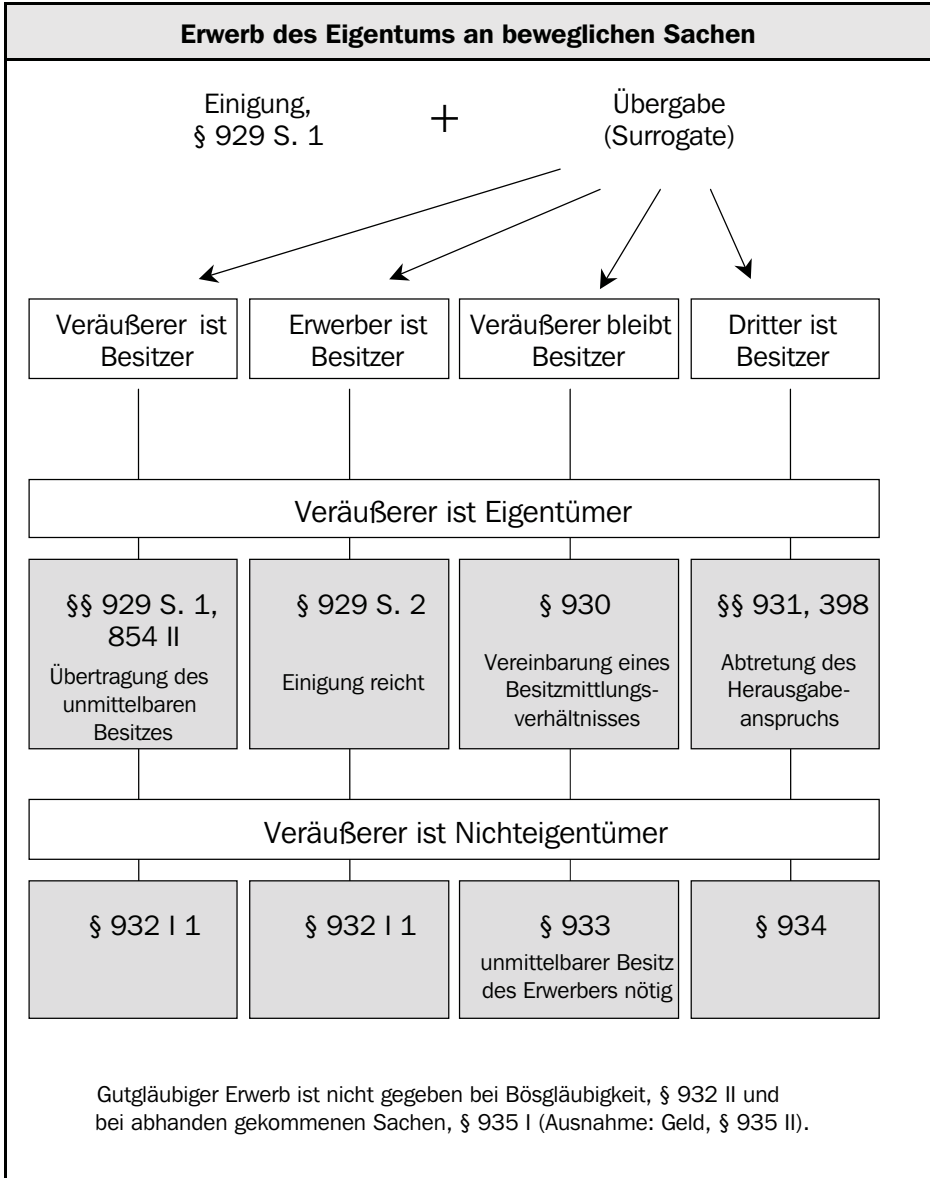 Erwerb des Eigentums an beweglichen Sachen
Einigung,
§ 929 S. 1
+
Übergabe
(Surrogate)
Veräußerer ist
Besitzer
Erwerber ist
Besitzer
Veräußerer bleibt
Besitzer
Dritter ist
Besitzer
Veräußerer ist Eigentümer
§§ 929 S. 1,
854 II
Übertragung des
unmittelbaren
Besitzes
§ 929 S. 2
Einigung reicht
§ 930
Vereinbarung eines
Besitzmittlungs-
verhältnisses
§§ 931, 398
Abtretung des
Herausgabe-
anspruchs
Veräußerer ist Nichteigentümer
§ 932 I 1
§ 932 I 1
§ 933
unmittelbarer Besitz
des Erwerbers nötig
§ 934
Gutgläubiger Erwerb ist nicht gegeben bei Bösgläubigkeit, § 932 II und
bei abhanden gekommenen Sachen, § 935 I (Ausnahme: Geld, § 935 II).